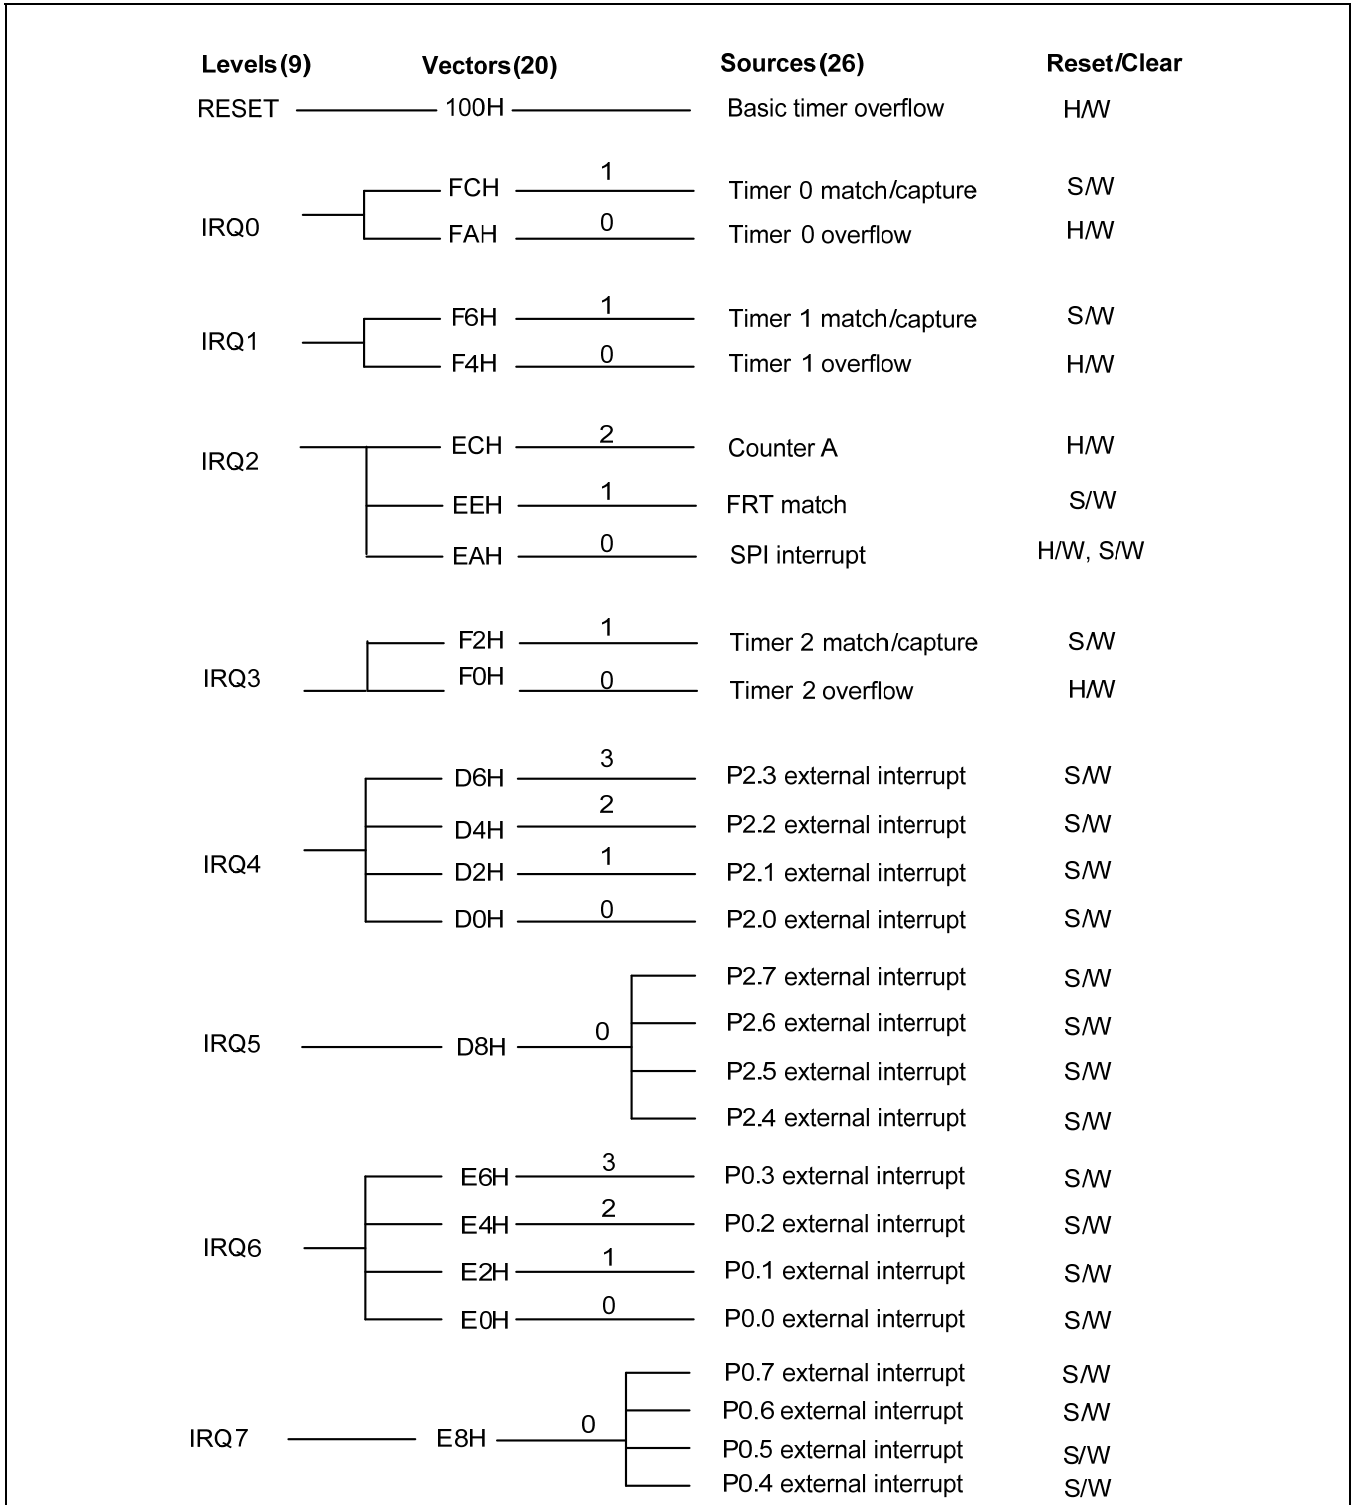 Levels(9) Vectors(20) Sources(26) Reset/Clear
RESET 100H Basic timer overflow H/W
FCH 1 Timer 0 match/capture S/W
IRQ0
FAH 0 Timer 0 overflow H/W
F6H 1 Timer 1 match/capture S/W
IRQ1
F4H 0 Timer 1 overflow H/W
IRQ2 ECH 2 Counter A H/W
EEH 1 FRT match S/W
EAH 0 SPI interrupt H/W, S/W
F2H 1 Timer 2 match/capture S/W
IRQ3 F0H 0 Timer 2 overflow H/W
D6H 3 P2.3 external interrupt S/W
D4H 2 P2.2 external interrupt S/W
IRQ4
D2H 1 P2.1 external interrupt S/W
D0H 0 P2.0 external interrupt S/W
P2.7 external interrupt S/W
P2.6 external interrupt S/W
IRQ5 D8H 0
P2.5 external interrupt S/W
P2.4 external interrupt S/W
E6H 3 P0.3 external interrupt S/W
E4H 2 P0.2 external interrupt S/W
IRQ6
E2H 1 P0.1 external interrupt S/W
E0H 0 P0.0 external interrupt S/W
P0.7 external interrupt S/W
P0.6 external interrupt S/W
IRQ7 E8H 0
P0.5 external interrupt S/W
P0.4 external interrupt S/W